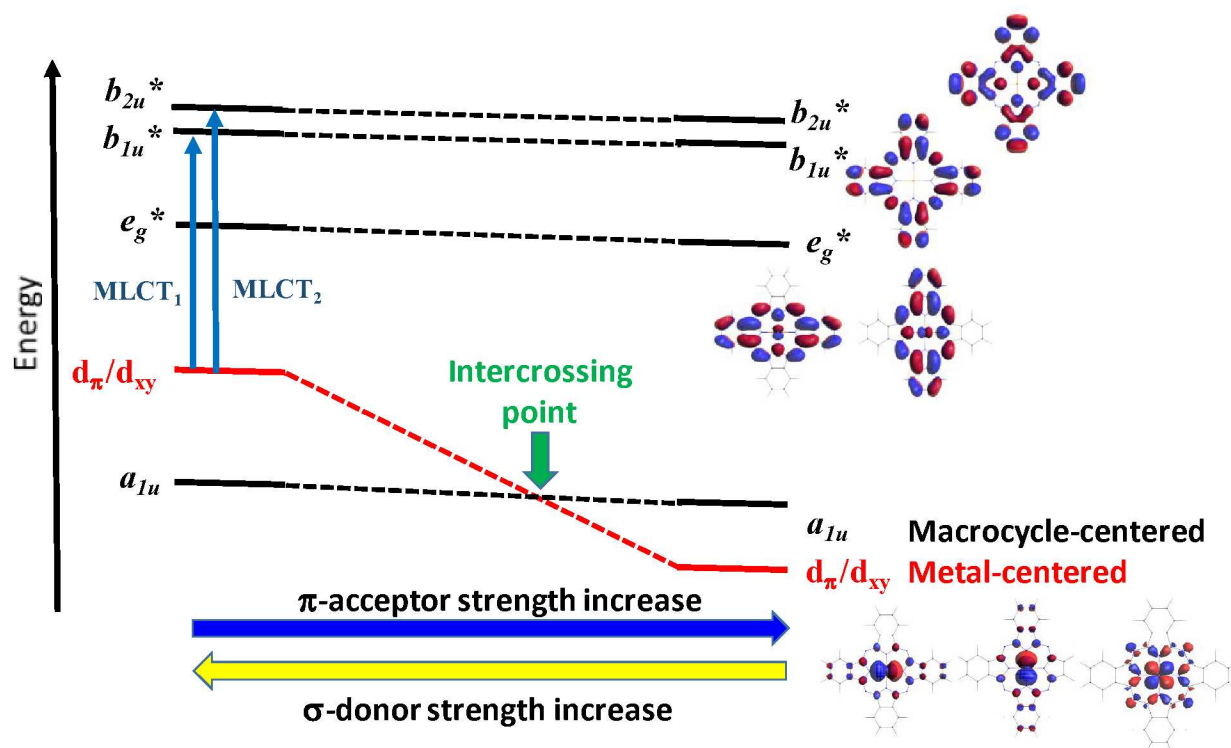 b2u*
b1u*
eg*
MLCT1
MLCT2
Energy
dπ/dxy
Intercrossing
point
a1u
b2u*
b1u*
eg*
a1u Macrocycle-centered
dπ/dxy Metal-centered
π-acceptor strength increase
σ-donor strength increase